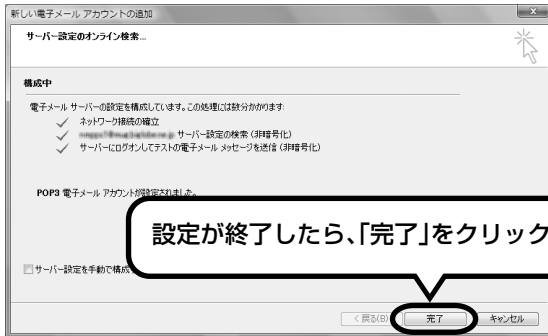 新しい電子メール アカウントの追加
サーバー設定のオンライン検索...
構成中
電子メール サーバーの設定を構成しています。この処理には数分かかります:
ネットワーク接続の確立
サーバー設定の検索 (非暗号化)
サーバーにログオンしてテストの電子メール メッセージを送信 (非暗号化)
POP3 電子メール アカウントが設定されました。
設定が終了したら、「完了」をクリック
サーバー設定を手動で構成
< 戻る(B)
完了
キャンセル